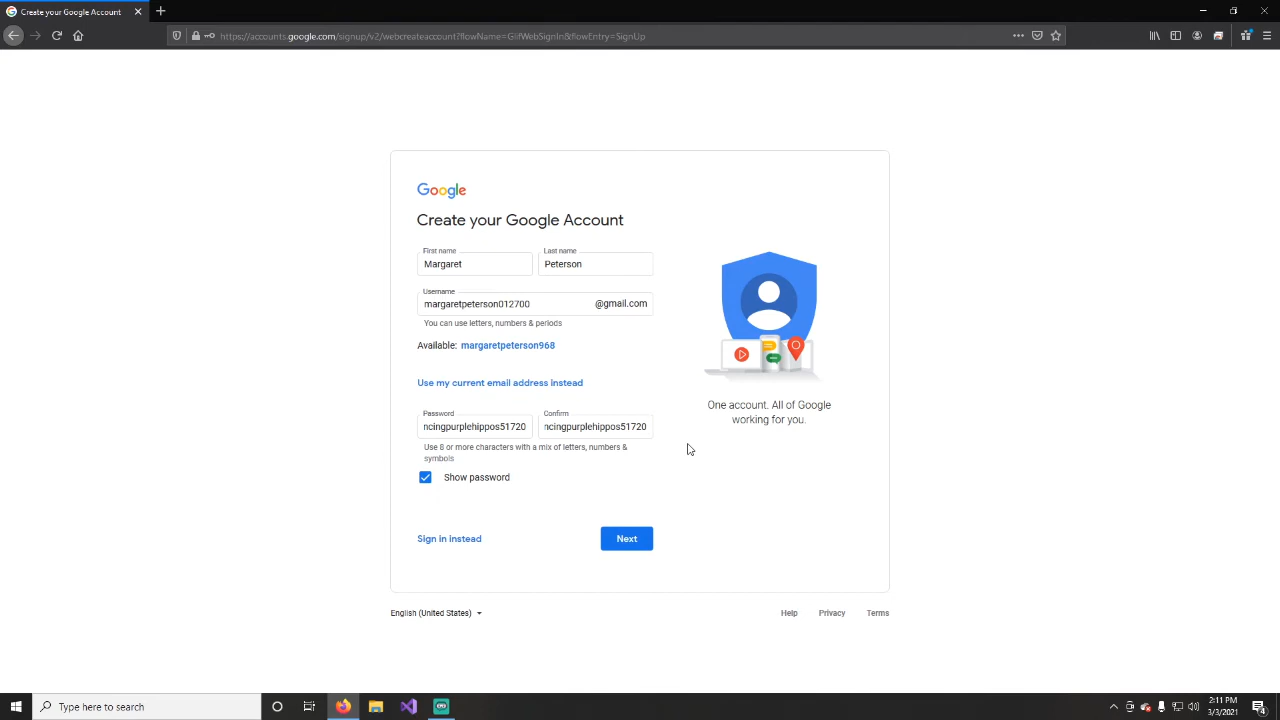 Create your Google Account
https://accounts.google.com/signup/v2/webcreateaccount?flowName=GlifWebSignIn&flowEntry=SignUp
Google
Create your Google Account
First name
Last name
Margaret
Peterson
Username
margaretpeterson012700
@gmail.com
You can use letters, numbers & periods
Available: margaretpeterson968
Use my current email address instead
Password
Confirm
ncingpurplehippos51720
ncingpurplehippos51720
Use 8 or more characters with a mix of letters, numbers &
symbols
Show password
Sign in instead
Next
One account. All of Google
working for you.
English (United States)
Help
Privacy
Terms
Type here to search
2:11 PM
3/3/2021